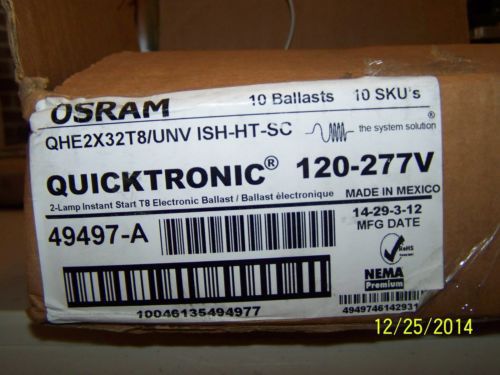 OSRAM 10 Ballasts 10 SKU's
QHE2X32T8/UNV ISH-HT-SC the system solution®
QUICKTRONIC® 120-277V
2-Lamp Instant Start T8 Electronic Ballast / Ballast électronique MADE IN MEXICO
49497-A 14-29-3-12
MFG DATE
RoHS
NEMA
Premium
10046135494977 4949746142931
12/25/2014